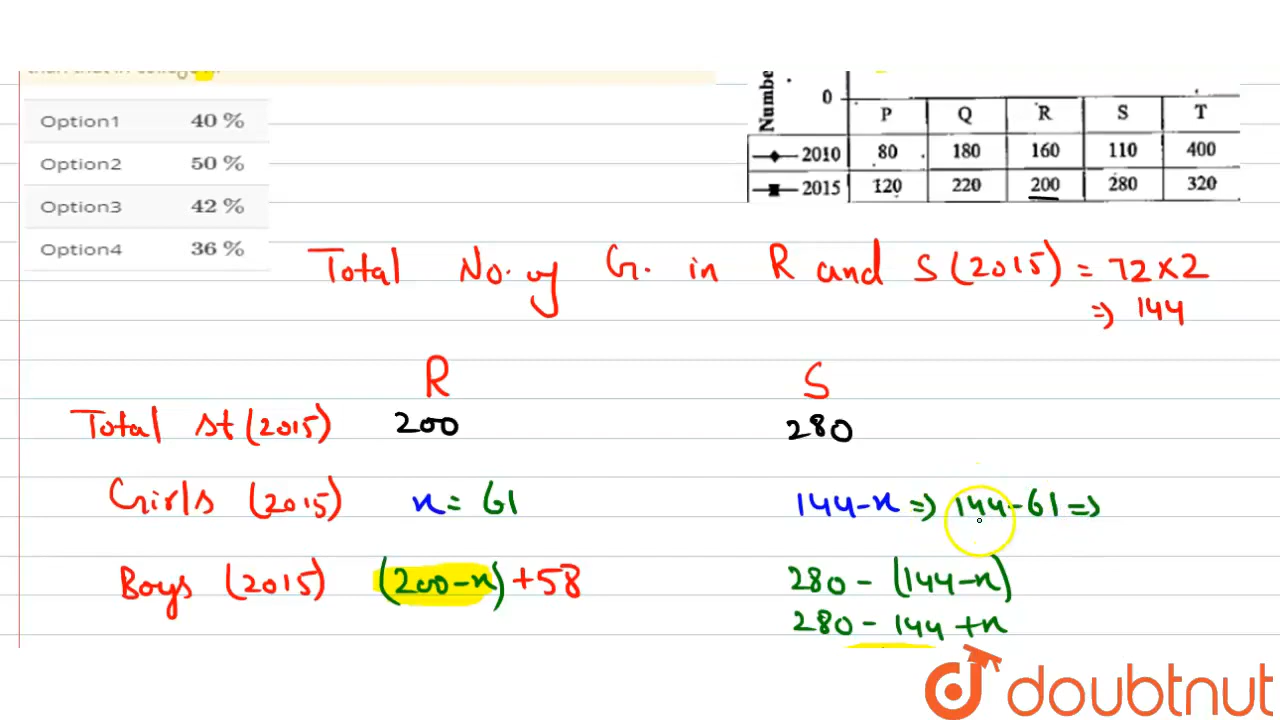 Option1 40 %
Option2 50 %
Option3 42 %
Option4 36 %
Numbe
0
P Q R S T
2010 80 180 160 110 400
2015 120 220 200 280 320
Total No. of G. in R and S (2015) = 72 × 2
=> 144
R S
Total st (2015) 200 280
Girls (2015) x = 61 144 - x => 144 - 61 =>
Boys (2015) (200 - x) + 58 280 - (144 - x)
280 - 144 + x
doubtnut